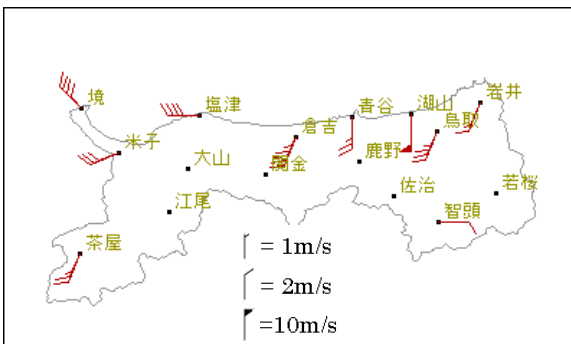 境
塩津
青谷
湖山
岩井
鳥取
倉吉
米子
大山
関金
鹿野
佐治
若桜
江尾
智頭
茶屋
= 1m/s
= 2m/s
=10m/s